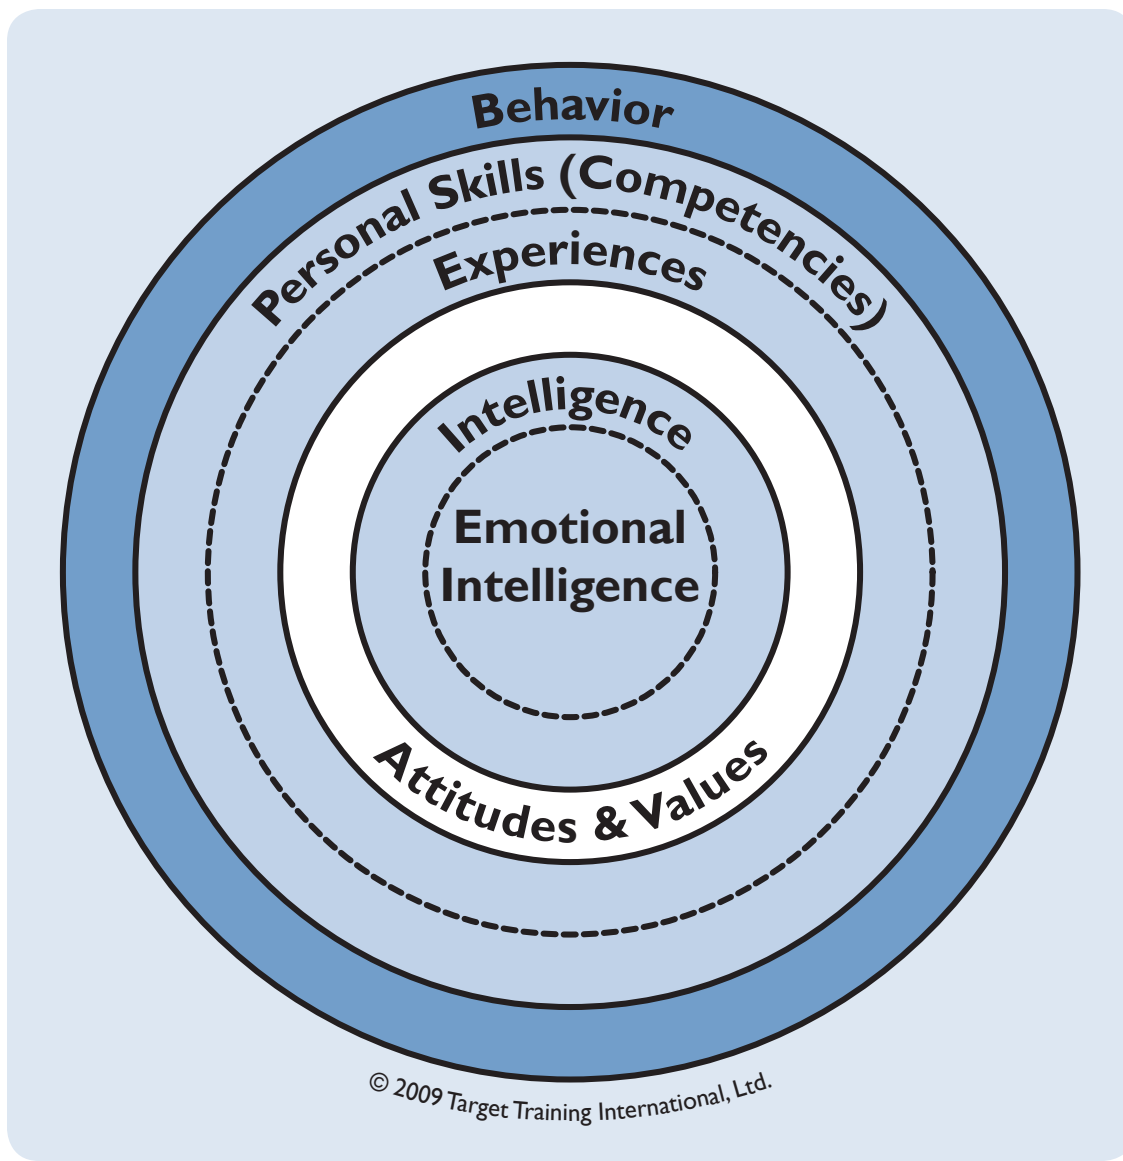 Behavior
Personal Skills (Competencies)
Experiences
Intelligence
Emotional
Intelligence
Attitudes & Values
© 2009 Target Training International, Ltd.